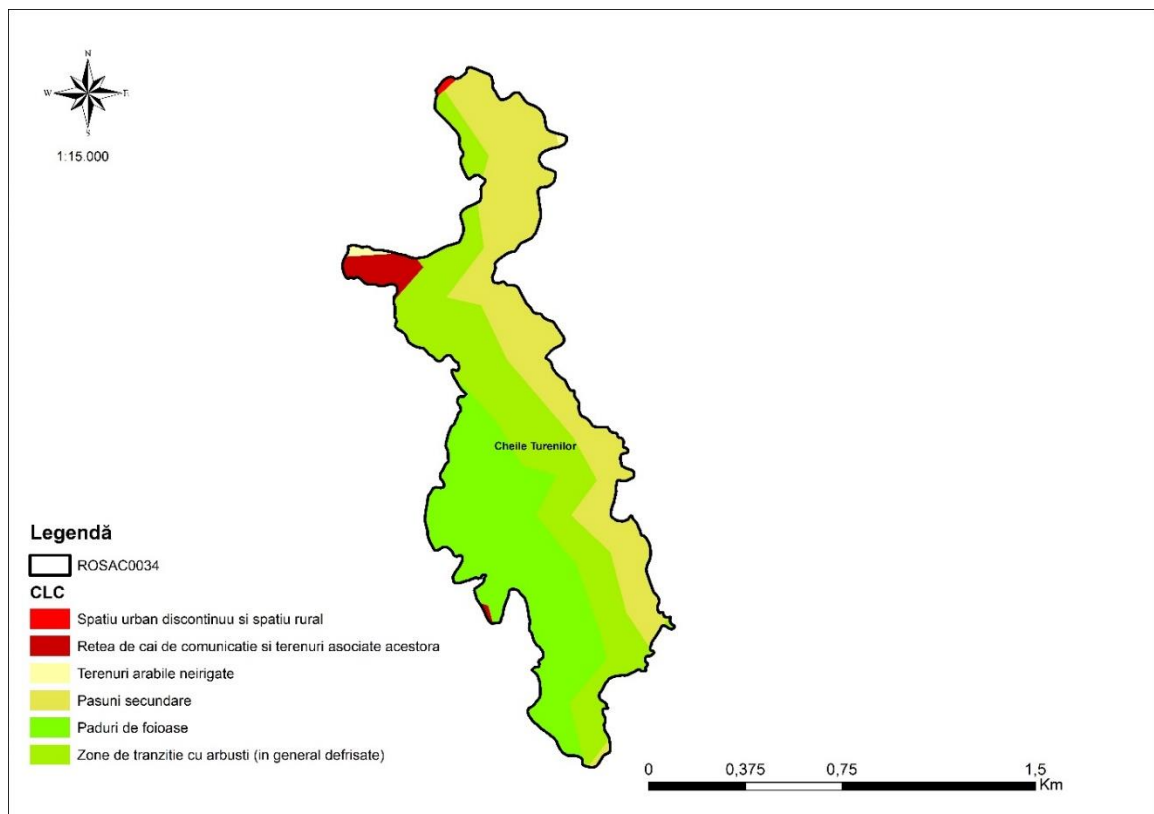 N
W E
S
1:15.000
Cheile Turenilor
Legendă
ROSAC0034
CLC
Spatiu urban discontinuu si spatiu rural
Retea de cai de comunicatie si terenuri asociate acestora
Terenuri arabile neirigate
Pasuni secundare
Paduri de foioase
Zone de tranzitie cu arbusti (in general defrisate)
0 0,375 0,75 1,5
Km